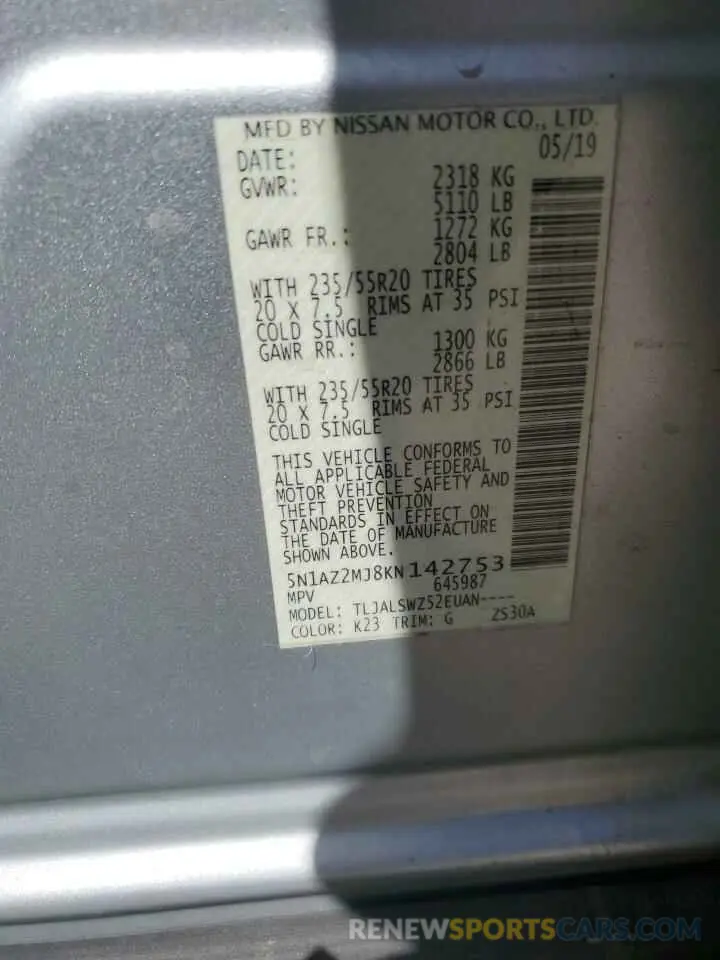 MFD BY NISSAN MOTOR CO., LTD.
DATE: 05/19
GVWR: 2318 KG
5110 LB
GAWR FR.: 1272 KG
2804 LB
WITH 235/55R20 TIRES
20 X 7.5 RIMS AT 35 PSI
COLD SINGLE
GAWR RR.: 1300 KG
2866 LB
WITH 235/55R20 TIRES
20 X 7.5 RIMS AT 35 PSI
COLD SINGLE
THIS VEHICLE CONFORMS TO
ALL APPLICABLE FEDERAL
MOTOR VEHICLE SAFETY AND
THEFT PREVENTION
STANDARDS IN EFFECT ON
THE DATE OF MANUFACTURE
SHOWN ABOVE.
5N1AZ2MJ8KN142753
MPV 645987
MODEL: TLJALSWZ52EUAN----
COLOR: K23 TRIM: G ZS30A
RENEWSPORTSCARS.COM